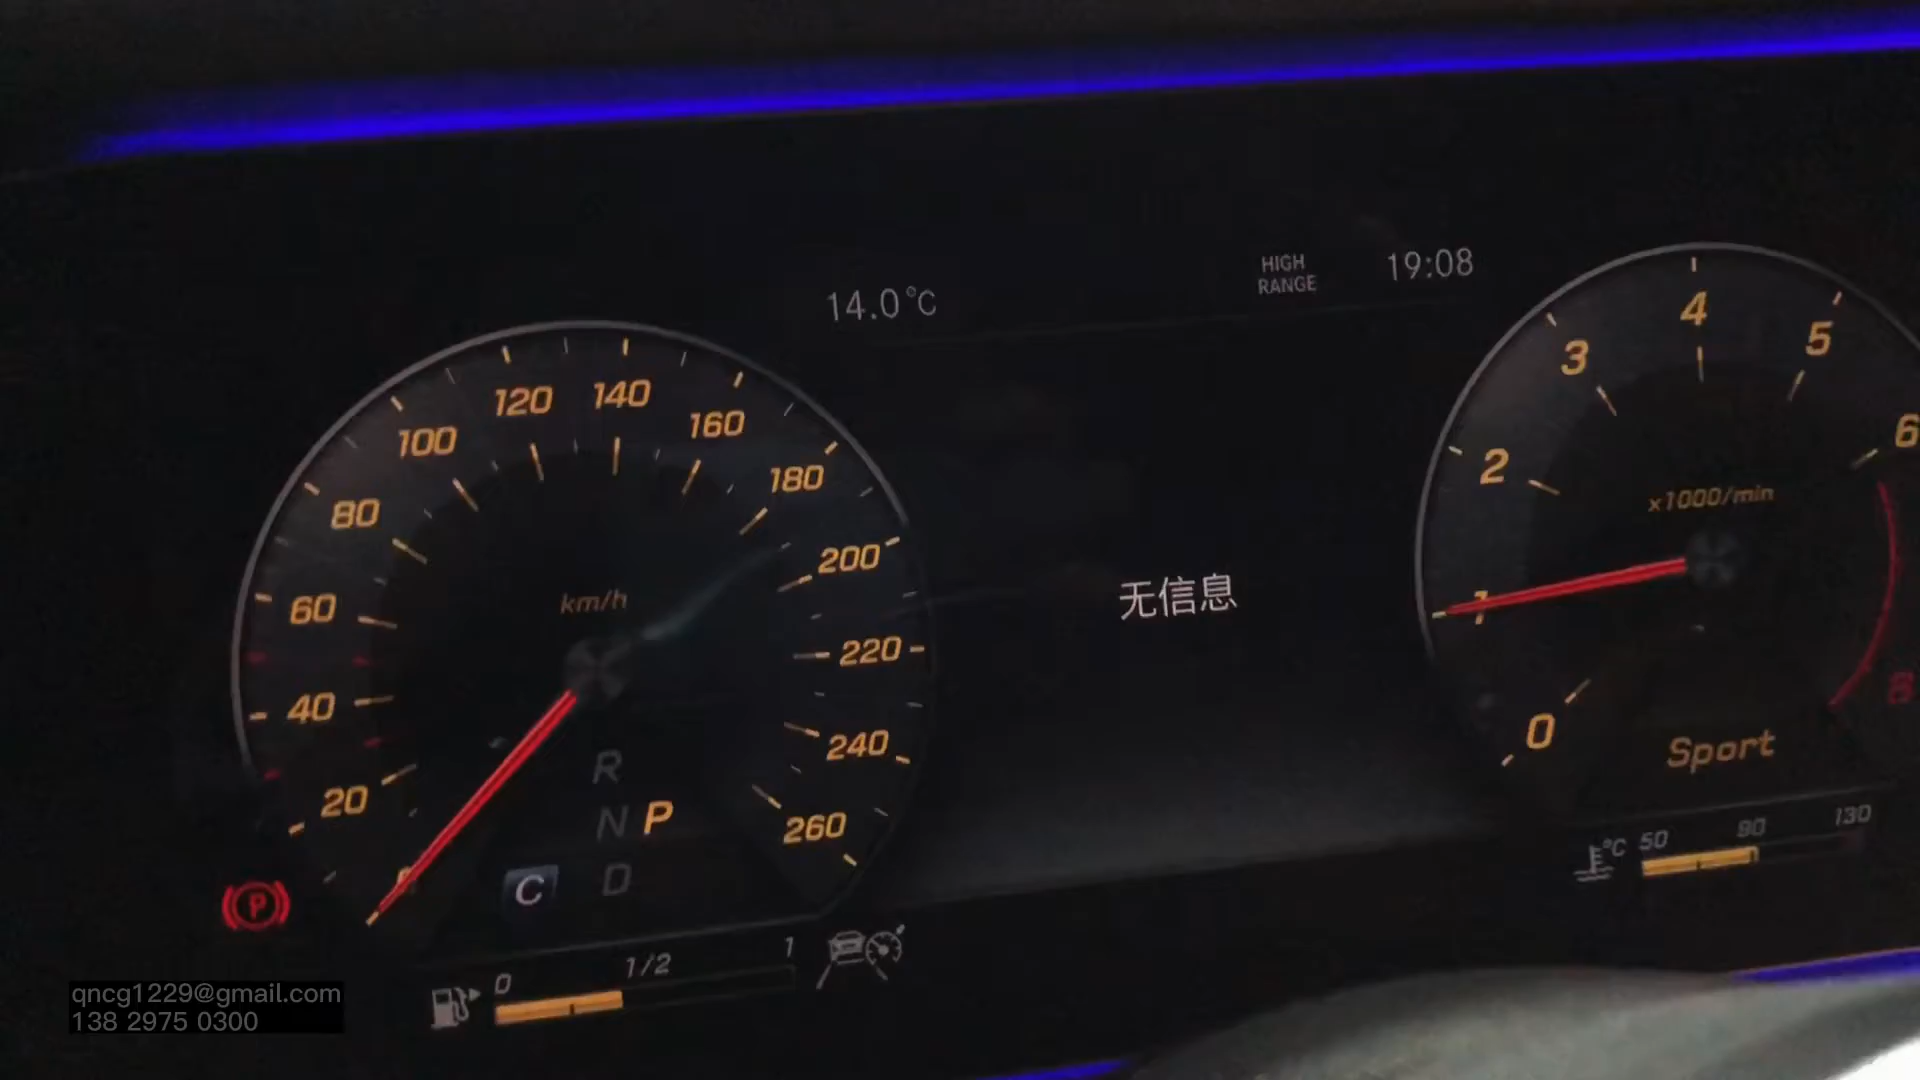 14.0°C
HIGH
RANGE
19:08
20
40
60
80
100
120
140
160
180
200
220
240
260
km/h
R
N P
D
C
P
无信息
0
1
2
3
4
5
6
x1000/min
Sport
°C 50 90 130
0 1/2 1
qncg1229@gmail.com
138 2975 0300